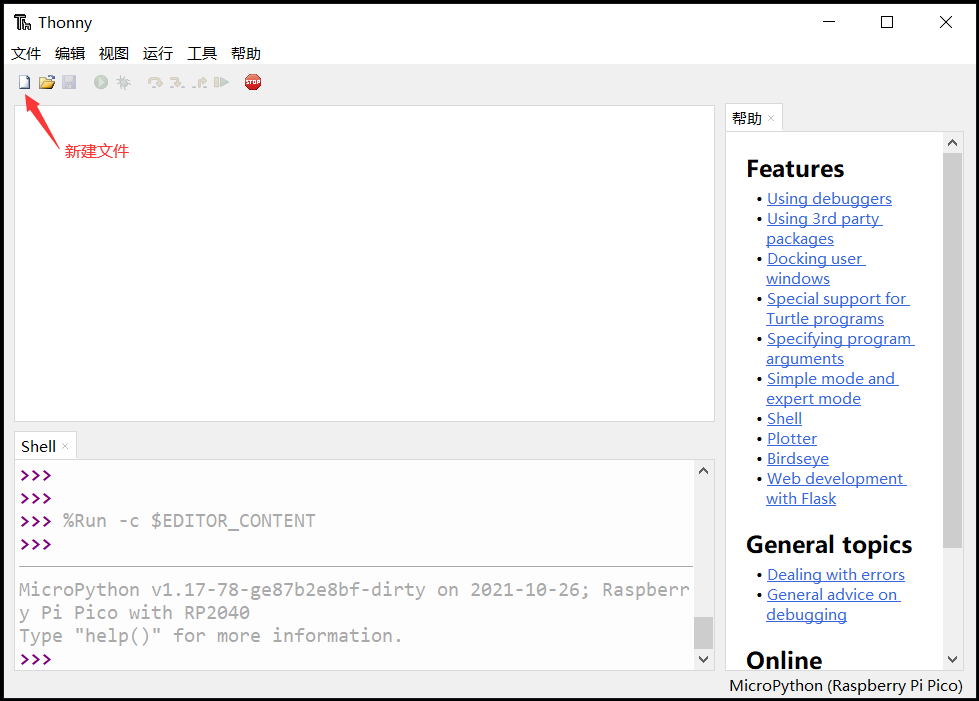 Thonny
文件 编辑 视图 运行 工具 帮助
STOP
新建文件
帮助
Features
Using debuggers
Using 3rd party
packages
Docking user
windows
Special support for
Turtle programs
Specifying program
arguments
Simple mode and
expert mode
Shell
Plotter
Birdseye
Web development
with Flask
General topics
Dealing with errors
General advice on
debugging
Online
Shell
>>>
>>>
>>> %Run -c $EDITOR_CONTENT
>>>
MicroPython v1.17-78-ge87b2e8bf-dirty on 2021-10-26; Raspberr
y Pi Pico with RP2040
Type "help()" for more information.
>>>
MicroPython (Raspberry Pi Pico)